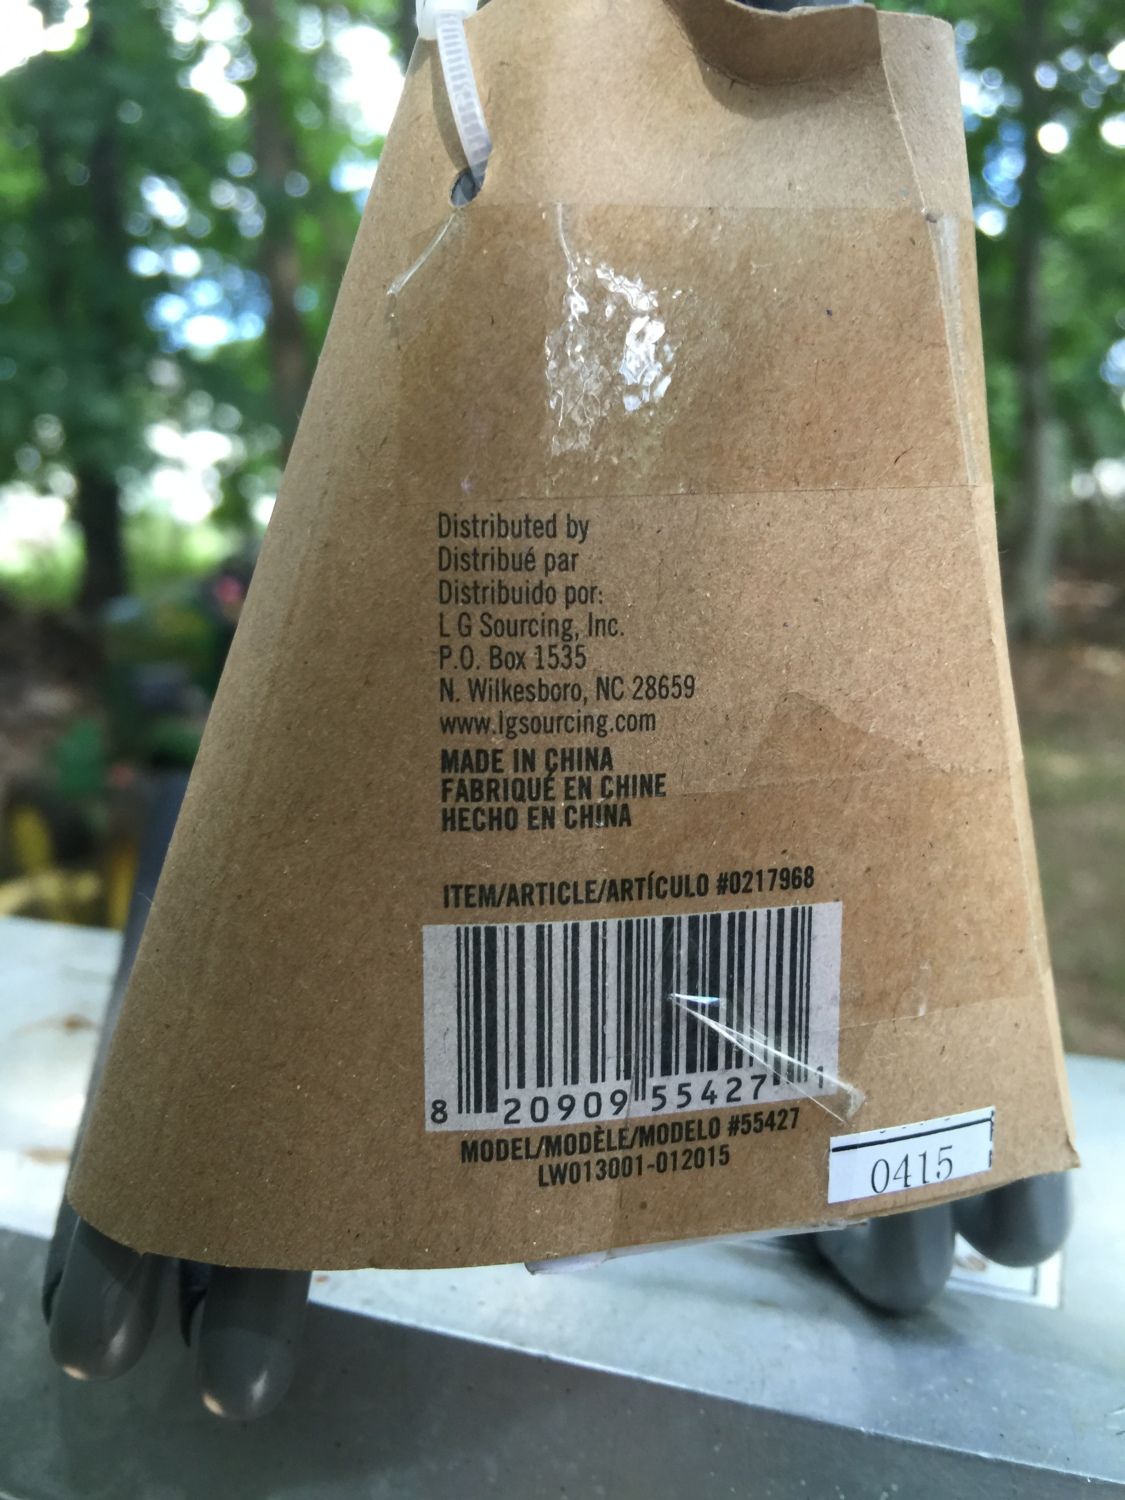 Distributed by
Distribué par
Distribuido por:
L G Sourcing, Inc.
P.O. Box 1535
N. Wilkesboro, NC 28659
www.lgsourcing.com
MADE IN CHINA
FABRIQUÉ EN CHINE
HECHO EN CHINA
ITEM/ARTICLE/ARTÍCULO #0217968
8 20909 55427 1
MODEL/MODÈLE/MODELO #55427
LW013001-012015
0415